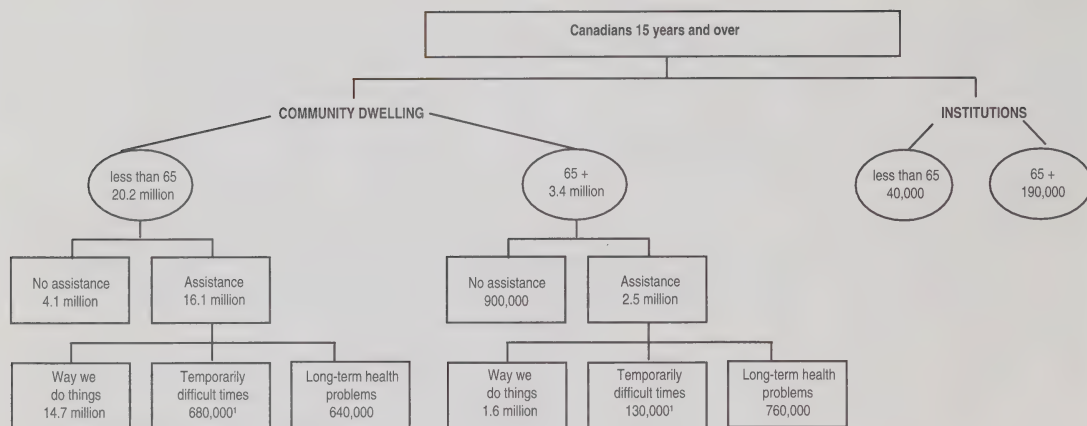 Canadians 15 years and over
COMMUNITY DWELLING
INSTITUTIONS
less than 65
20.2 million
65 +
3.4 million
less than 65
40,000
65 +
190,000
No assistance
4.1 million
Assistance
16.1 million
No assistance
900,000
Assistance
2.5 million
Way we
do things
14.7 million
Temporarily
difficult times
680,000¹
Long-term health
problems
640,000
Way we
do things
1.6 million
Temporarily
difficult times
130,000¹
Long-term health
problems
760,000